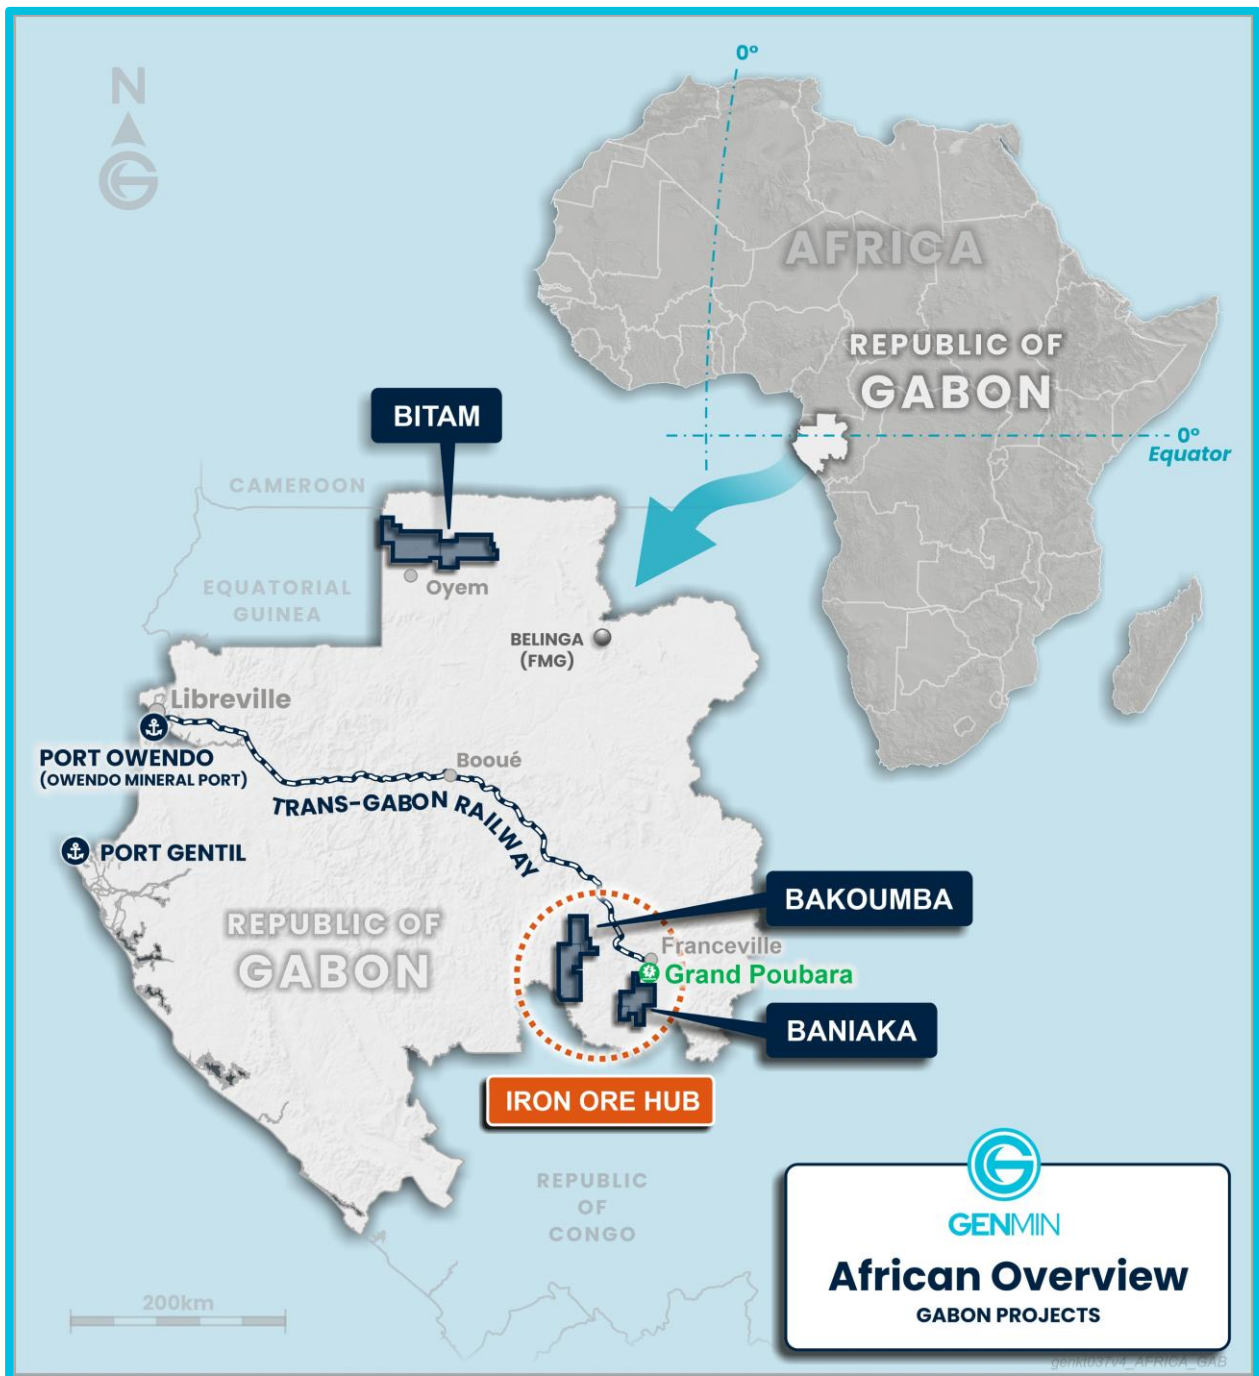 N
0°
AFRICA
REPUBLIC OF
GABON
0°
Equator
BITAM
CAMEROON
EQUATORIAL
GUINEA
Oyem
BELINGA
(FMG)
Libreville
PORT OWENDO
(OWENDO MINERAL PORT)
Booué
TRANS-GABON RAILWAY
PORT GENTIL
BAKOUMBA
REPUBLIC OF
GABON
Franceville
Grand Poubara
BANIAKA
IRON ORE HUB
REPUBLIC
OF
CONGO
200km
GENMIN
African Overview
GABON PROJECTS
genkt037v4_AFRICA_GAB